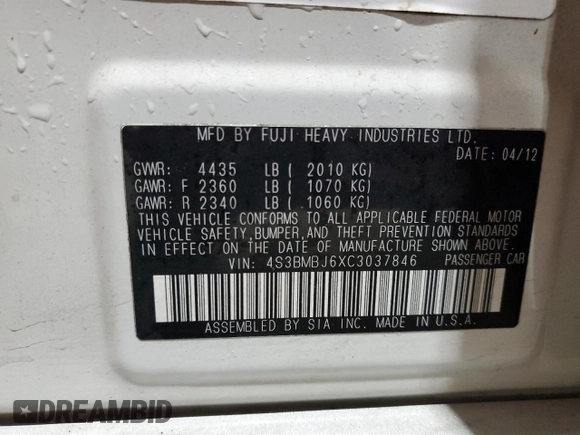 MFD BY FUJI HEAVY INDUSTRIES LTD.
DATE: 04/12
GVWR: 4435 LB ( 2010 KG)
GAWR: F 2360 LB ( 1070 KG)
GAWR: R 2340 LB ( 1060 KG)
THIS VEHICLE CONFORMS TO ALL APPLICABLE FEDERAL MOTOR
VEHICLE SAFETY, BUMPER, AND THEFT PREVENTION STANDARDS
IN EFFECT ON THE DATE OF MANUFACTURE SHOWN ABOVE.
VIN: 4S3BMBJ6XC3037846 PASSENGER CAR
ASSEMBLED BY SIA INC. MADE IN U.S.A.
DREAMBID